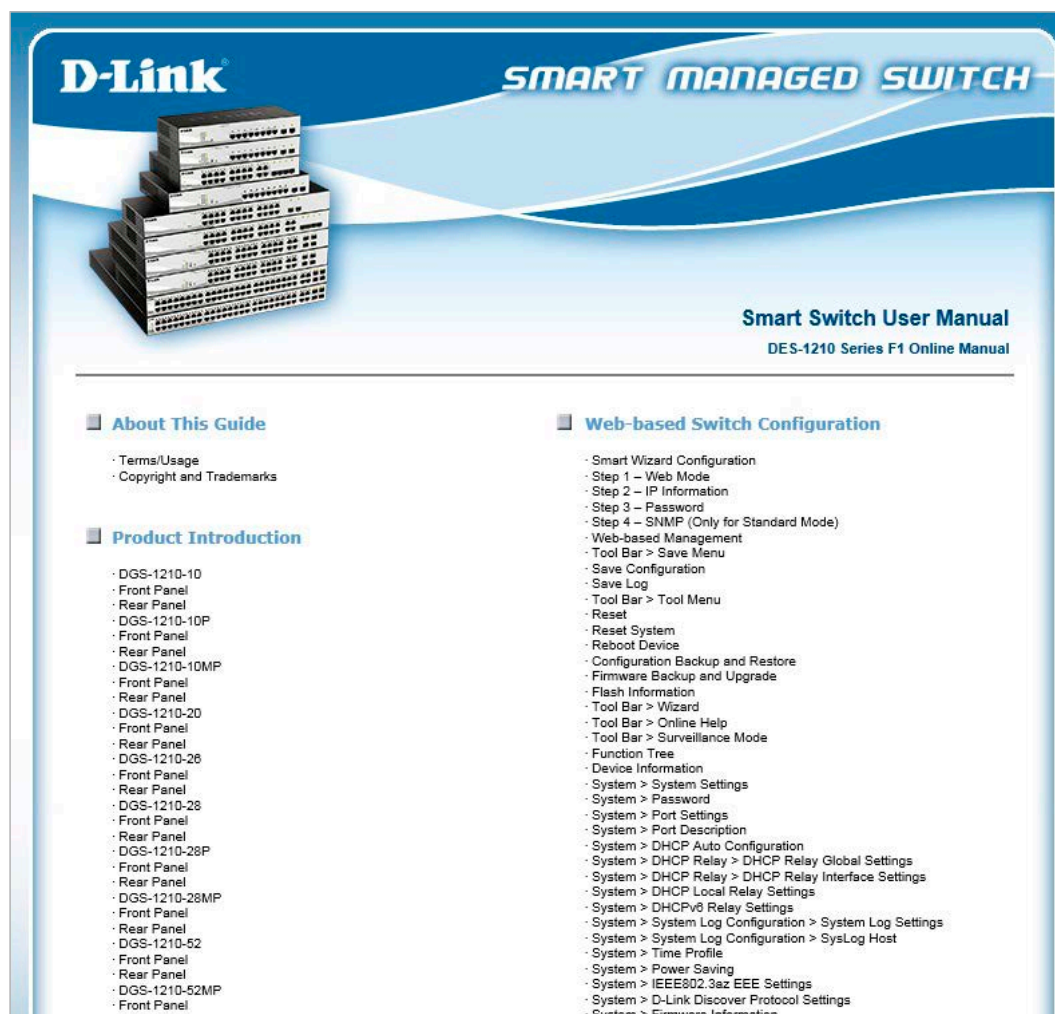 D-Link
SMART MANAGED SWITCH
Smart Switch User Manual
DES-1210 Series F1 Online Manual
About This Guide
· Terms/Usage
· Copyright and Trademarks
Product Introduction
· DGS-1210-10
· Front Panel
· Rear Panel
· DGS-1210-10P
· Front Panel
· Rear Panel
· DGS-1210-10MP
· Front Panel
· Rear Panel
· DGS-1210-20
· Front Panel
· Rear Panel
· DGS-1210-26
· Front Panel
· Rear Panel
· DGS-1210-28
· Front Panel
· Rear Panel
· DGS-1210-28P
· Front Panel
· Rear Panel
· DGS-1210-28MP
· Front Panel
· Rear Panel
· DGS-1210-52
· Front Panel
· Rear Panel
· DGS-1210-52MP
· Front Panel
Web-based Switch Configuration
· Smart Wizard Configuration
· Step 1 – Web Mode
· Step 2 – IP Information
· Step 3 – Password
· Step 4 – SNMP (Only for Standard Mode)
· Web-based Management
· Tool Bar > Save Menu
· Save Configuration
· Save Log
· Tool Bar > Tool Menu
· Reset
· Reset System
· Reboot Device
· Configuration Backup and Restore
· Firmware Backup and Upgrade
· Flash Information
· Tool Bar > Wizard
· Tool Bar > Online Help
· Tool Bar > Surveillance Mode
· Function Tree
· Device Information
· System > System Settings
· System > Password
· System > Port Settings
· System > Port Description
· System > DHCP Auto Configuration
· System > DHCP Relay > DHCP Relay Global Settings
· System > DHCP Relay > DHCP Relay Interface Settings
· System > DHCP Local Relay Settings
· System > DHCPv6 Relay Settings
· System > System Log Configuration > System Log Settings
· System > System Log Configuration > SysLog Host
· System > Time Profile
· System > Power Saving
· System > IEEE802.3az EEE Settings
· System > D-Link Discover Protocol Settings
· System > Firmware Information